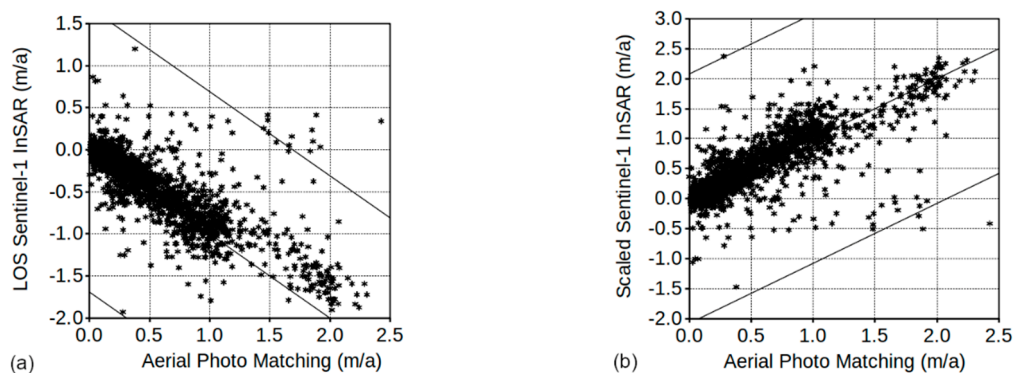 1.5
1.0
0.5
0.0
-0.5
-1.0
-1.5
-2.0
LOS Sentinel-1 InSAR (m/a)
0.0 0.5 1.0 1.5 2.0 2.5
Aerial Photo Matching (m/a)
(a)
3.0
2.5
2.0
1.5
1.0
0.5
0.0
-0.5
-1.0
-1.5
-2.0
Scaled Sentinel-1 InSAR (m/a)
0.0 0.5 1.0 1.5 2.0 2.5
Aerial Photo Matching (m/a)
(b)